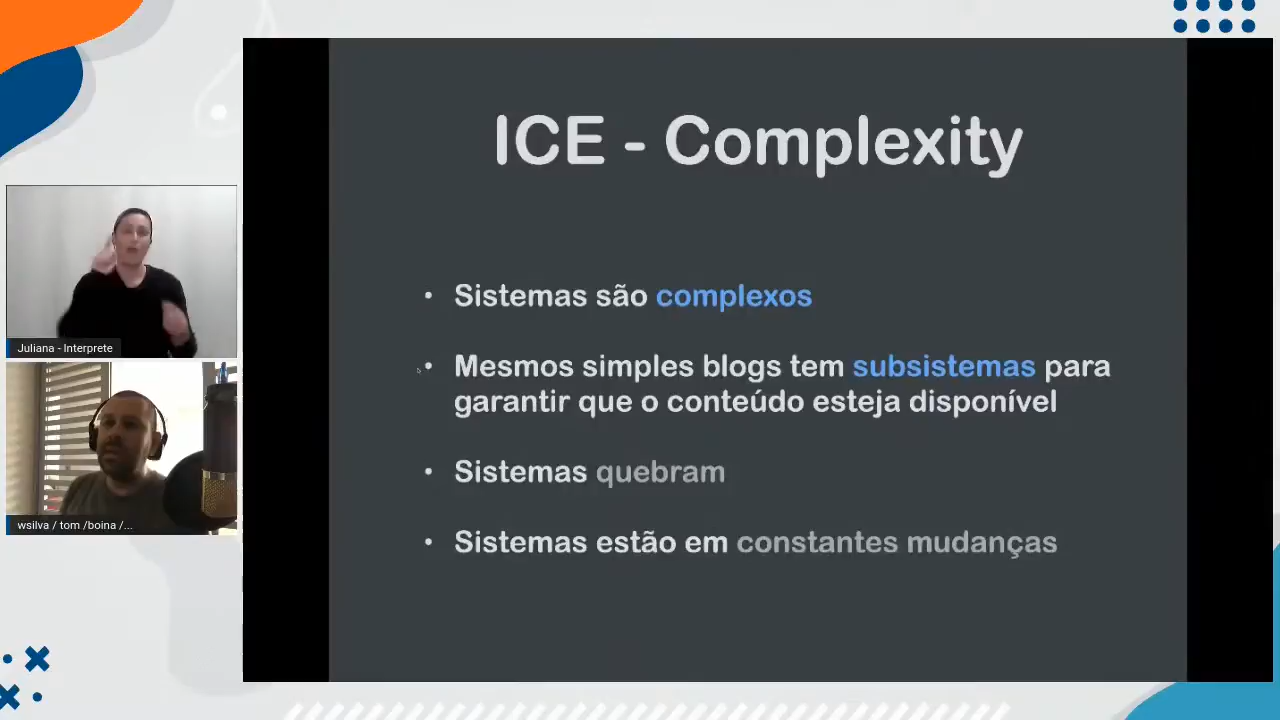 ICE - Complexity
• Sistemas são complexos
• Mesmos simples blogs tem subsistemas para
garantir que o conteúdo esteja disponível
• Sistemas quebram
• Sistemas estão em constantes mudanças
Juliana - Interprete
wsilva / tom /boina /...